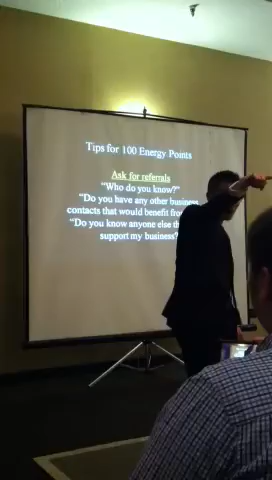 Tips for 100 Energy Points
Ask for referrals
"Who do you know?"
"Do you have any other business
contacts that would benefit
"Do you know anyone else
support my business?